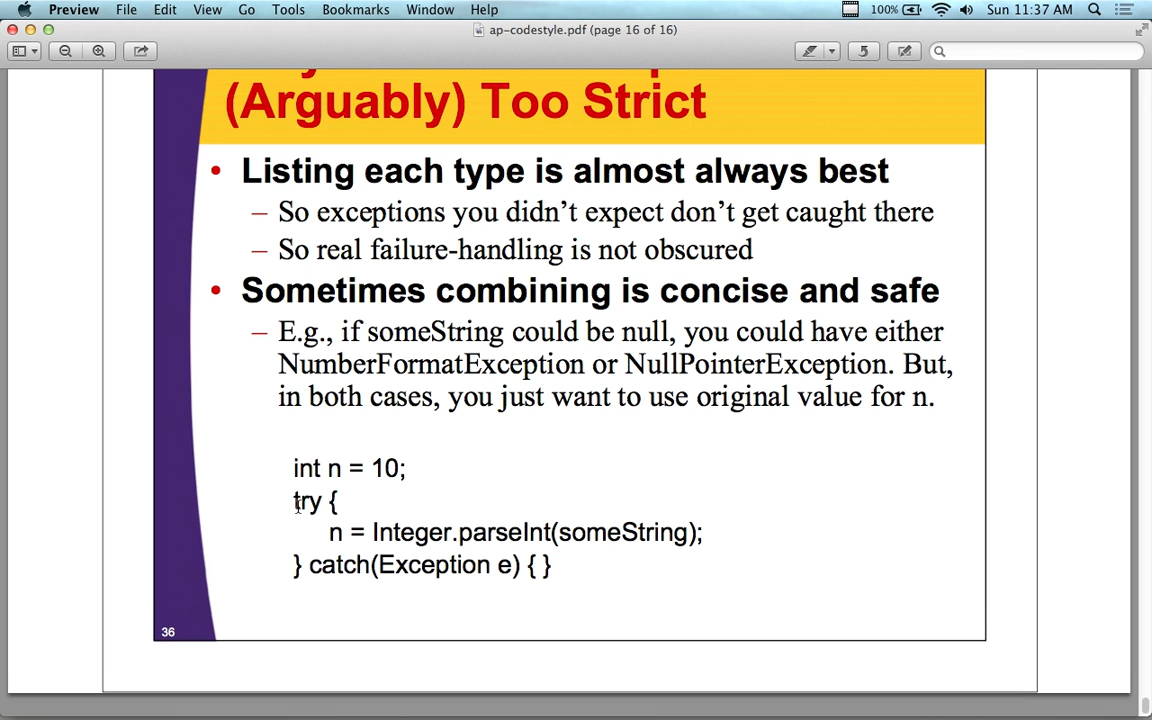 Preview File Edit View Go Tools Bookmarks Window Help 100% Sun 11:37 AM
ap-codestyle.pdf (page 16 of 16)
(Arguably) Too Strict
• Listing each type is almost always best
– So exceptions you didn’t expect don’t get caught there
– So real failure-handling is not obscured
• Sometimes combining is concise and safe
– E.g., if someString could be null, you could have either
NumberFormatException or NullPointerException. But,
in both cases, you just want to use original value for n.
int n = 10;
try {
n = Integer.parseInt(someString);
} catch(Exception e) { }
36